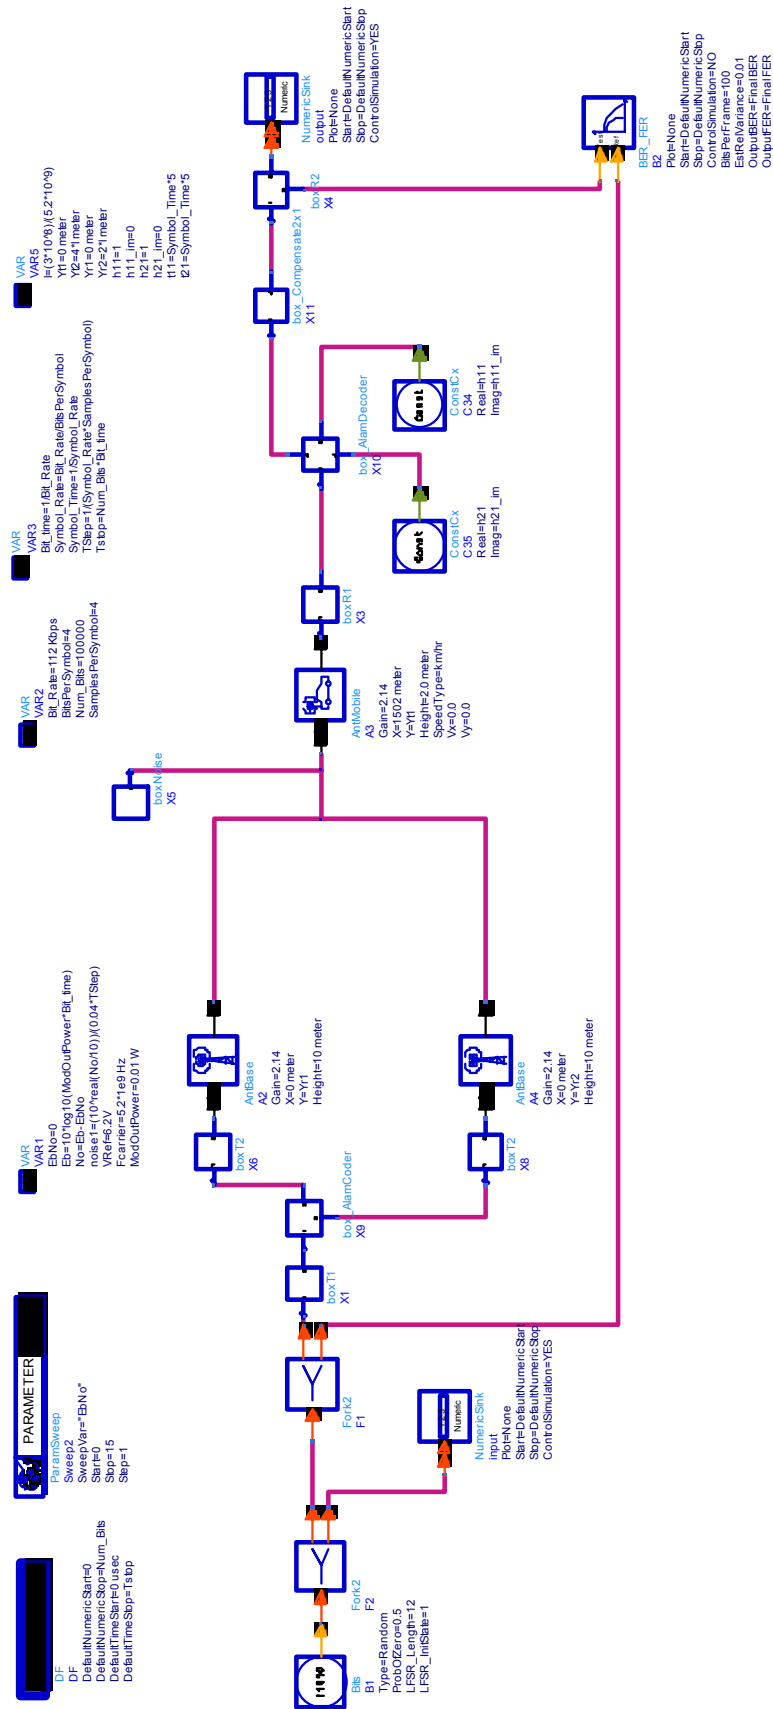 DF
DF
DefaultNumericStart=0
DefaultNumericStop=Num_Bits
DefaultTimeStart=0 usec
DefaultTimeStop=Tstop
PARAMETER
ParamSweep
Sweep2
SweepVar="EbNo"
Start=0
Stop=15
Step=1
VAR
VAR1
EbNo=0
Eb=10*log10(ModOutPower*Bit_time)
No=Eb-EbNo
noise1=(10^real(No/10))/(0.04*TStep)
VRef=6.2V
Fcarrier=5.2*1e9 Hz
ModOutPower=0.01 W
VAR
VAR2
Bit_Rate=112 Kbps
BitsPerSymbol=4
Num_Bits=100000
SamplesPerSymbol=4
VAR
VAR3
Bit_time=1/Bit_Rate
Symbol_Rate=Bit_Rate/BitsPerSymbol
Symbol_Time=1/Symbol_Rate
TStep=1/(Symbol_Rate*SamplesPerSymbol)
Tstop=Num_Bits*Bit_time
VAR
VAR5
l=(3*10^8)/(5.2*10^9)
Yt1=0 meter
Yt2=4*l meter
Yr1=0 meter
Yr2=2*l meter
h11=1
h11_im=0
h21=1
h21_im=0
t11=Symbol_Time*5
t21=Symbol_Time*5
Bits
B1
Type=Random
ProbOfZero=0.5
LFSR_Length=12
LFSR_InitState=1
Fork2
F2
Fork2
F1
Numeric
NumericSink
input
Plot=None
Start=DefaultNumericStart
Stop=DefaultNumericStop
ControlSimulation=YES
boxT1
X1
box_AlamCoder
X9
boxT2
X6
boxT2
X8
AntBase
A2
Gain=2.14
X=0 meter
Y=Yr1
Height=10 meter
AntBase
A4
Gain=2.14
X=0 meter
Y=Yr2
Height=10 meter
boxNoise
X5
AntMobile
A3
Gain=2.14
X=1502 meter
Y=Yt1
Height=2.0 meter
SpeedType=km/hr
Vx=0.0
Vy=0.0
boxR1
X3
box_AlamDecoder
X10
Const
ConstCx
C35
Real=h21
Imag=h21_im
Const
ConstCx
C34
Real=h11
Imag=h11_im
box_Compensate2x1
X11
boxR2
X4
Numeric
NumericSink
output
Plot=None
Start=DefaultNumericStart
Stop=DefaultNumericStop
ControlSimulation=YES
BER_FER
B2
Plot=None
Start=DefaultNumericStart
Stop=DefaultNumericStop
ControlSimulation=NO
BitsPerFrame=100
EstRelVariance=0.01
OutputBER=Final BER
OutputFER=Final FER